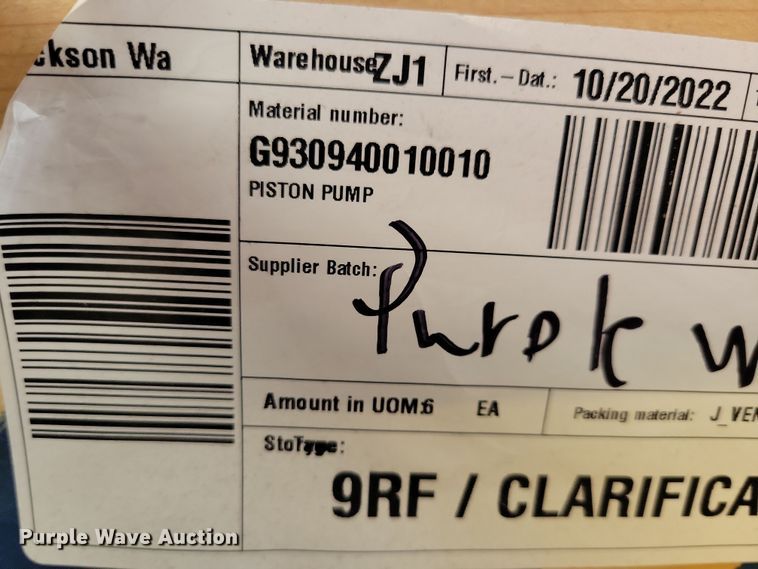 ckson Wa
Warehouse ZJ1
First.-Dat.: 10/20/2022
Material number:
G930940010010
PISTON PUMP
Supplier Batch:
Amount in UOM:6 EA
Packing material: J_VEN
StoType:
9RF / CLARIFICA
Purple Wave Auction